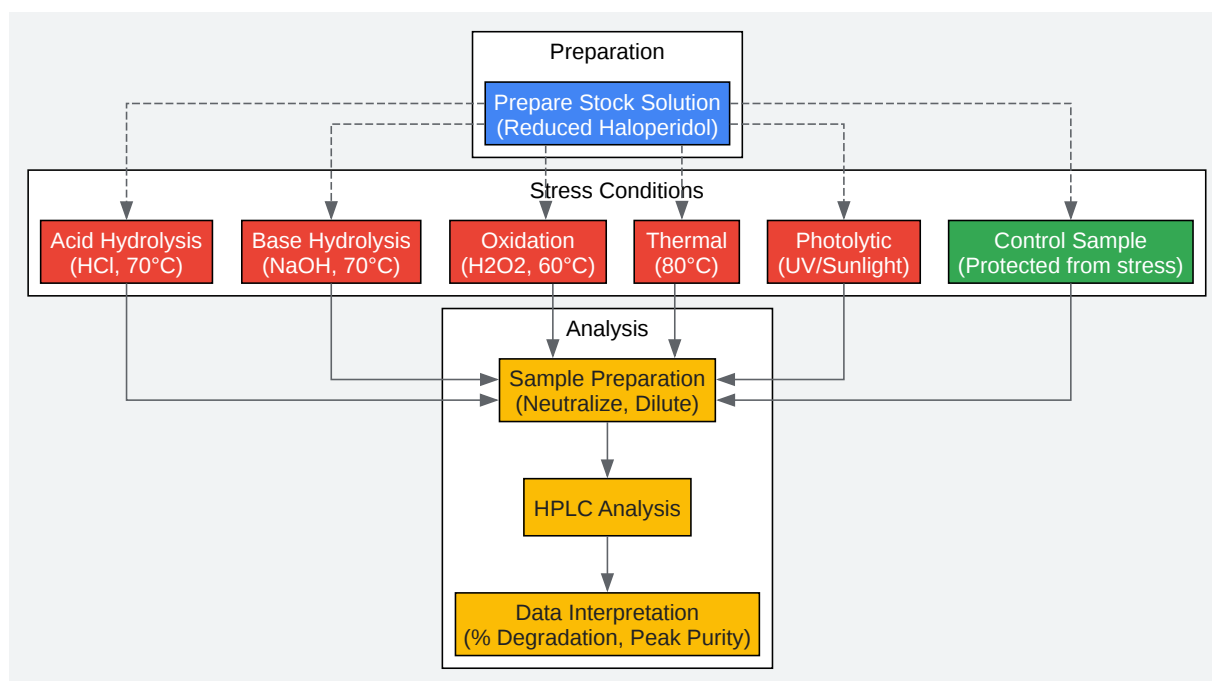 Preparation
Prepare Stock Solution
(Reduced Haloperidol)
Stress Conditions
Acid Hydrolysis
(HCl, 70°C)
Base Hydrolysis
(NaOH, 70°C)
Oxidation
(H2O2, 60°C)
Thermal
(80°C)
Photolytic
(UV/Sunlight)
Control Sample
(Protected from stress)
Analysis
Sample Preparation
(Neutralize, Dilute)
HPLC Analysis
Data Interpretation
(% Degradation, Peak Purity)